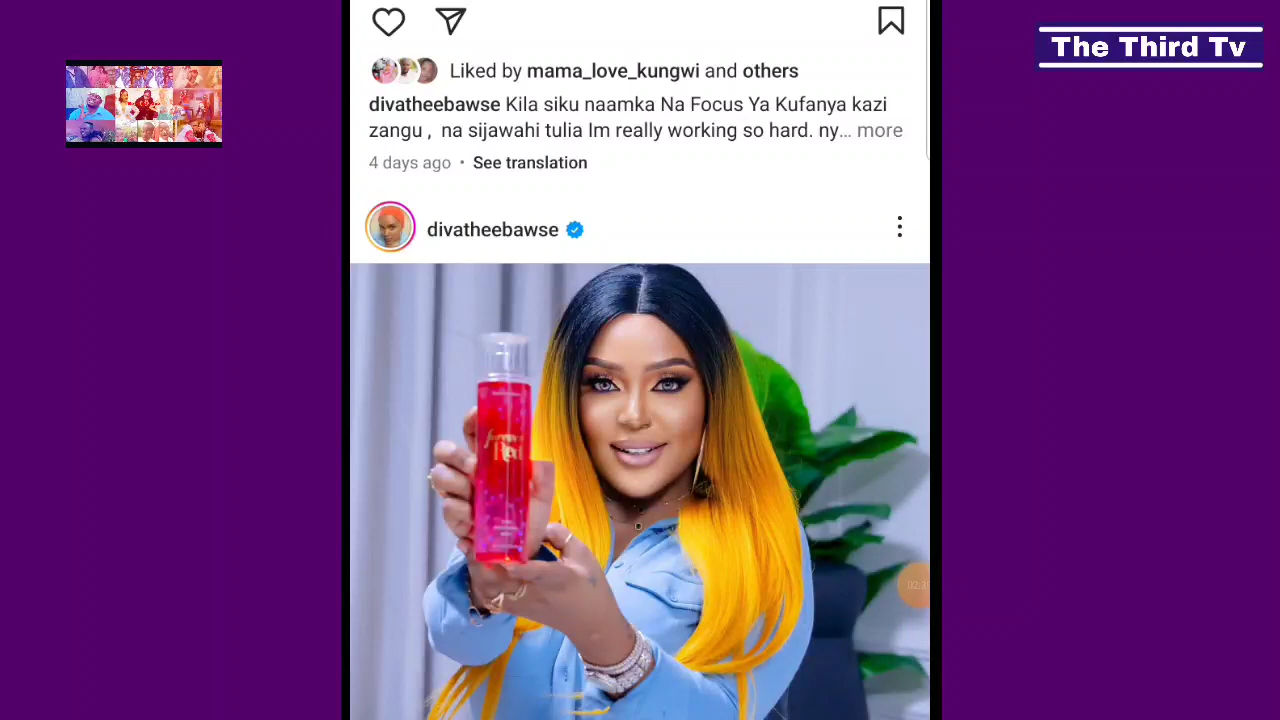 The Third Tv
Liked by mama_love_kungwi and others
divatheebawse Kila siku naamka Na Focus Ya Kufanya kazi
zangu , na sijawahi tulia Im really working so hard. ny… more
4 days ago • See translation
divatheebawse